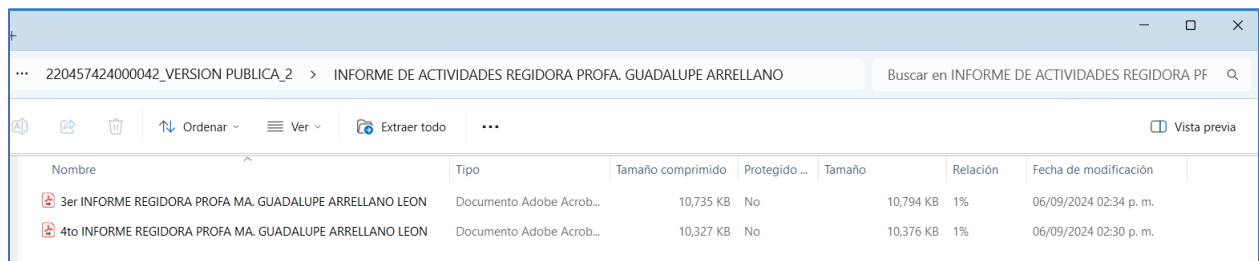 ··· 220457424000042_VERSION PUBLICA_2 > INFORME DE ACTIVIDADES REGIDORA PROFA. GUADALUPE ARRELLANO Buscar en INFORME DE ACTIVIDADES REGIDORA PF
Ordenar Ver Extraer todo ··· Vista previa
Nombre Tipo Tamaño comprimido Protegido ... Tamaño Relación Fecha de modificación
3er INFORME REGIDORA PROFA MA. GUADALUPE ARRELLANO LEON Documento Adobe Acrob... 10,735 KB No 10,794 KB 1% 06/09/2024 02:34 p. m.
4to INFORME REGIDORA PROFA MA. GUADALUPE ARRELLANO LEON Documento Adobe Acrob... 10,327 KB No 10,376 KB 1% 06/09/2024 02:30 p. m.